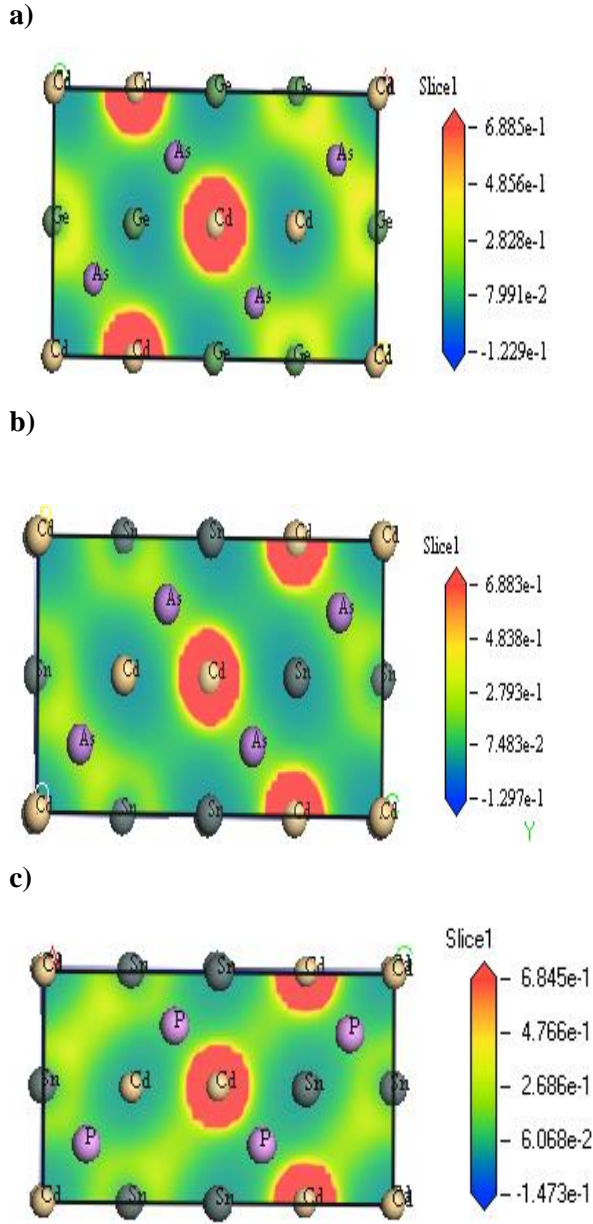 a)
Cd Cd Ge Ge Cd
Slice1
6.885e-1
As As
4.856e-1
Ge Ge Cd Cd Ge
2.828e-1
As As
7.991e-2
Cd Cd Ge Ge Cd
-1.229e-1
b)
Cd Sn Sn Cd Cd
Slice1
6.883e-1
As As
4.838e-1
Sn Cd Cd Sn Sn
2.793e-1
As As
7.483e-2
Cd Sn Sn Cd Cd
-1.297e-1
Y
c)
Slice1
Cd Sn Sn Cd Cd
6.845e-1
P P
4.766e-1
Sn Cd Cd Sn Sn
2.686e-1
P P
6.068e-2
Cd Sn Sn Cd Cd
-1.473e-1